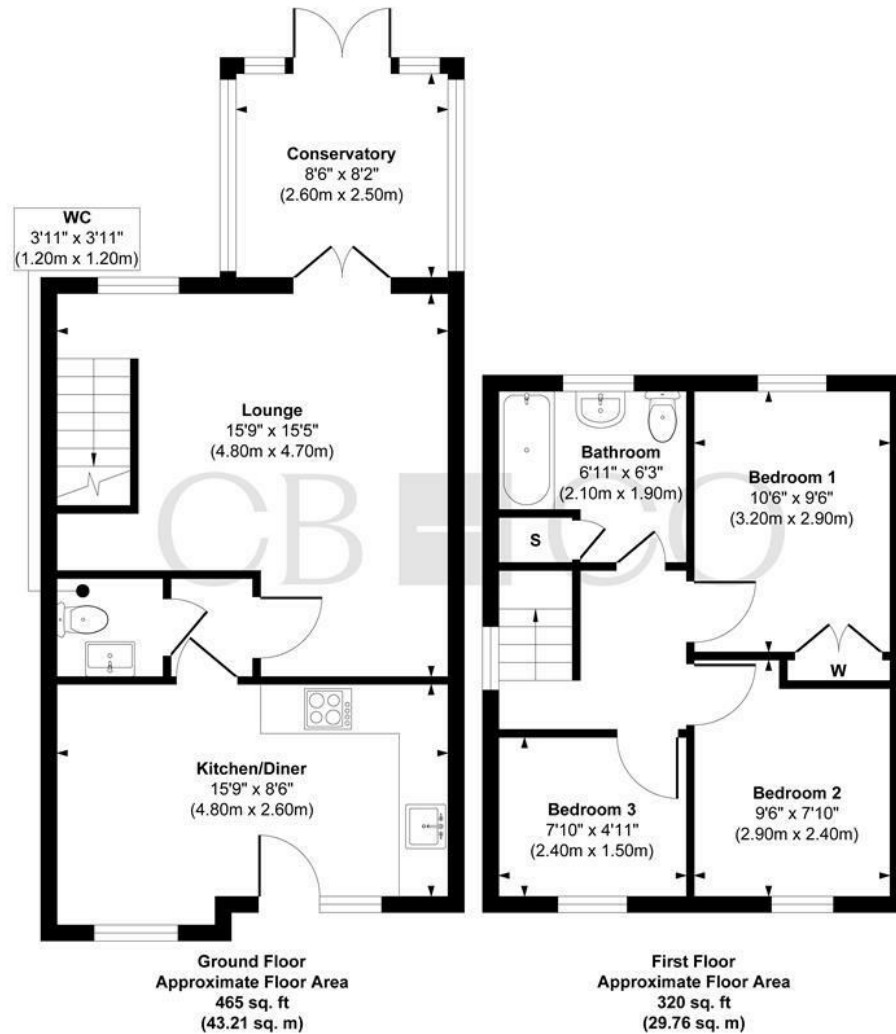 Conservatory
8'6" x 8'2"
(2.60m x 2.50m)
WC
3'11" x 3'11"
(1.20m x 1.20m)
Lounge
15'9" x 15'5"
(4.80m x 4.70m)
Kitchen/Diner
15'9" x 8'6"
(4.80m x 2.60m)
Ground Floor
Approximate Floor Area
465 sq. ft
(43.21 sq. m)
Bathroom
6'11" x 6'3"
(2.10m x 1.90m)
Bedroom 1
10'6" x 9'6"
(3.20m x 2.90m)
S
W
Bedroom 3
7'10" x 4'11"
(2.40m x 1.50m)
Bedroom 2
9'6" x 7'10"
(2.90m x 2.40m)
First Floor
Approximate Floor Area
320 sq. ft
(29.76 sq. m)
CBHCO